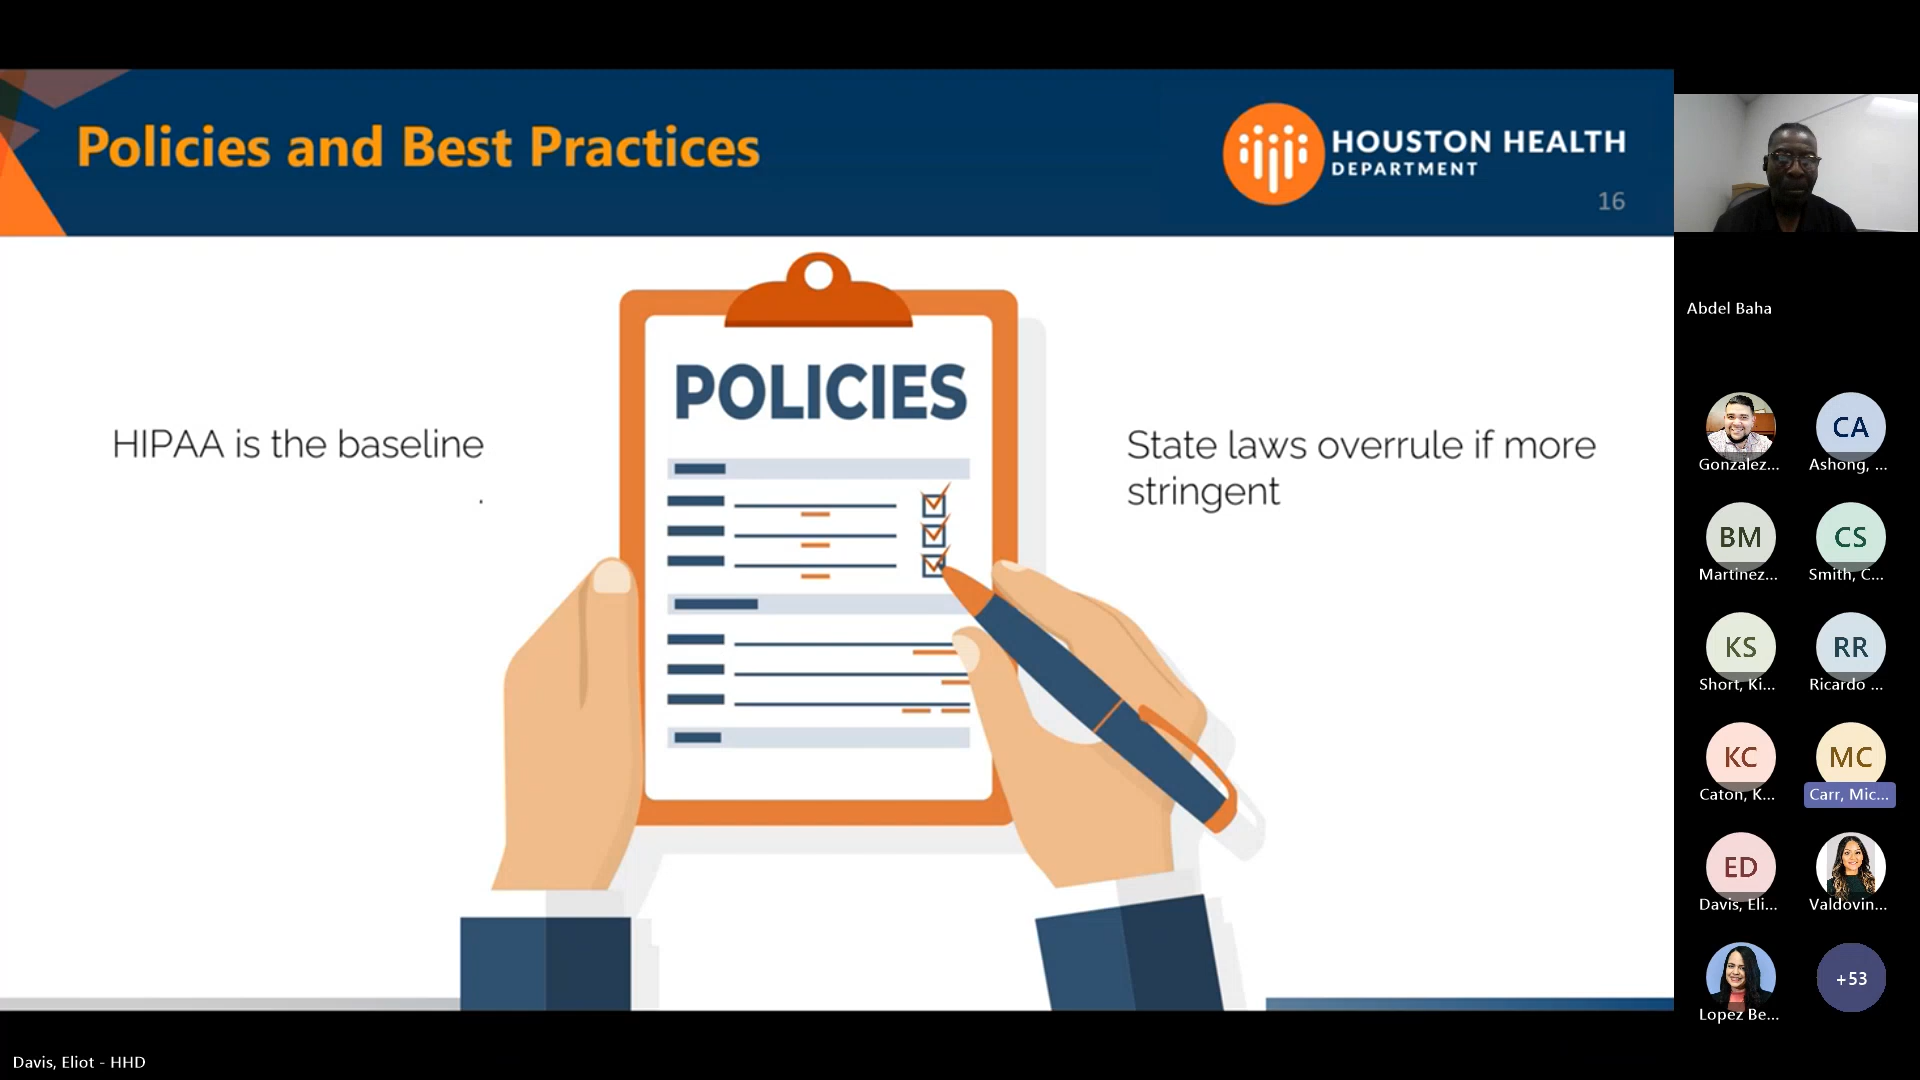 Policies and Best Practices
HOUSTON HEALTH
DEPARTMENT
16
HIPAA is the baseline
.
POLICIES
State laws overrule if more
stringent
Abdel Baha
Gonzalez...
CA
Ashong, ...
BM
Martinez...
CS
Smith, C...
KS
Short, Ki...
RR
Ricardo ...
KC
Caton, K...
MC
Carr, Mic...
ED
Davis, Eli...
Valdovin...
Lopez Be...
+53
Davis, Eliot - HHD